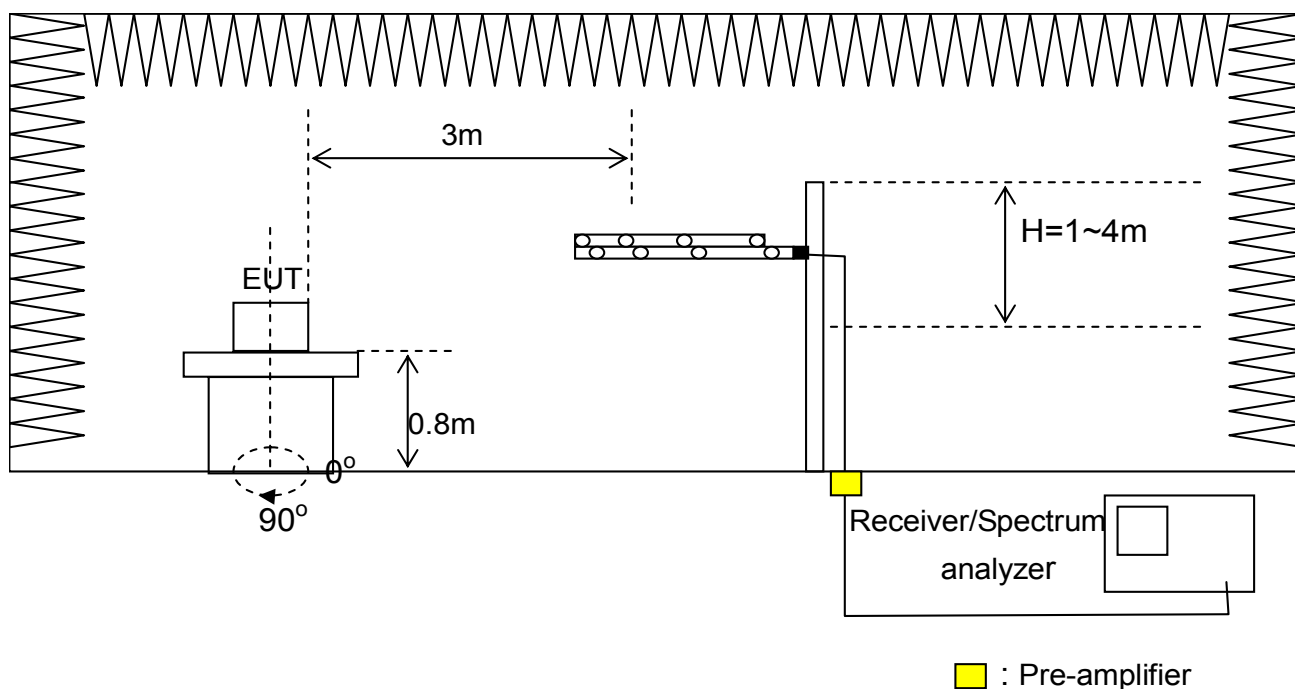 3m
H=1~4m
EUT
0.8m
0°
90°
Receiver/Spectrum
analyzer
: Pre-amplifier